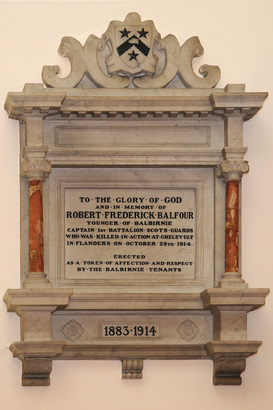 TO · THE · GLORY · OF · GOD
AND · IN · MEMORY · OF
ROBERT · FREDERICK · BALFOUR
YOUNGER · OF · BALBIRNIE
CAPTAIN · 1ST · BATTALION · SCOTS · GUARDS
WHO · WAS · KILLED · IN · ACTION · AT · GHELEVULT
IN · FLANDERS · ON · OCTOBER · 28TH · 1914 ·
ERECTED
AS · A · TOKEN · OF · AFFECTION · AND · RESPECT
BY · THE · BALBIRNIE · TENANTS
1883-1914